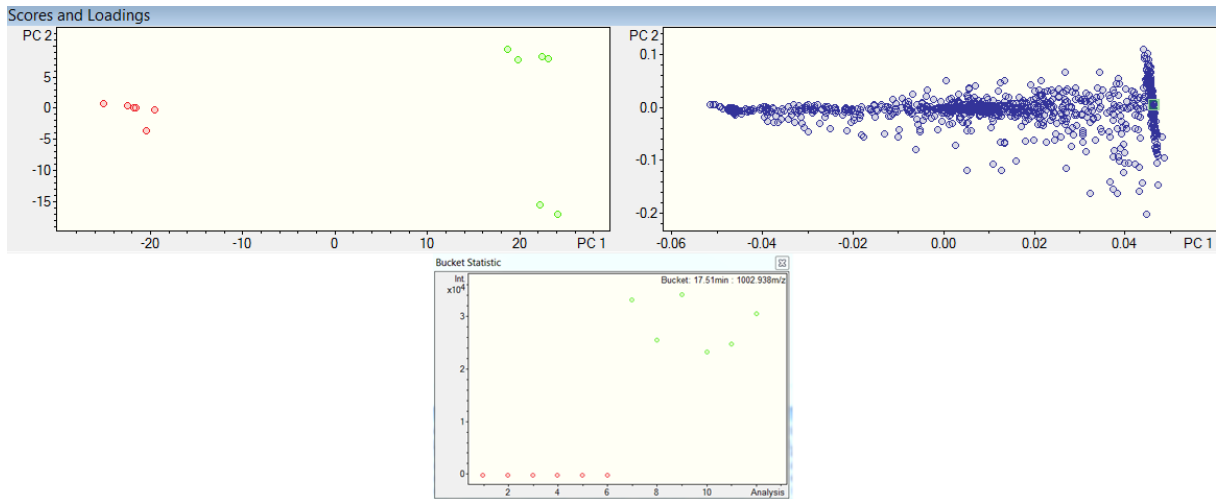 Scores and Loadings
PC 2
5
0
-5
-10
-15
-20
-10
0
10
20
PC 1
PC 2
0.1
0.0
-0.1
-0.2
-0.06
-0.04
-0.02
0.00
0.02
0.04
PC 1
Bucket Statistic
Int.
x10⁴
Bucket: 17.51min : 1002.938m/z
3
2
1
0
2
4
6
8
10
Analysis